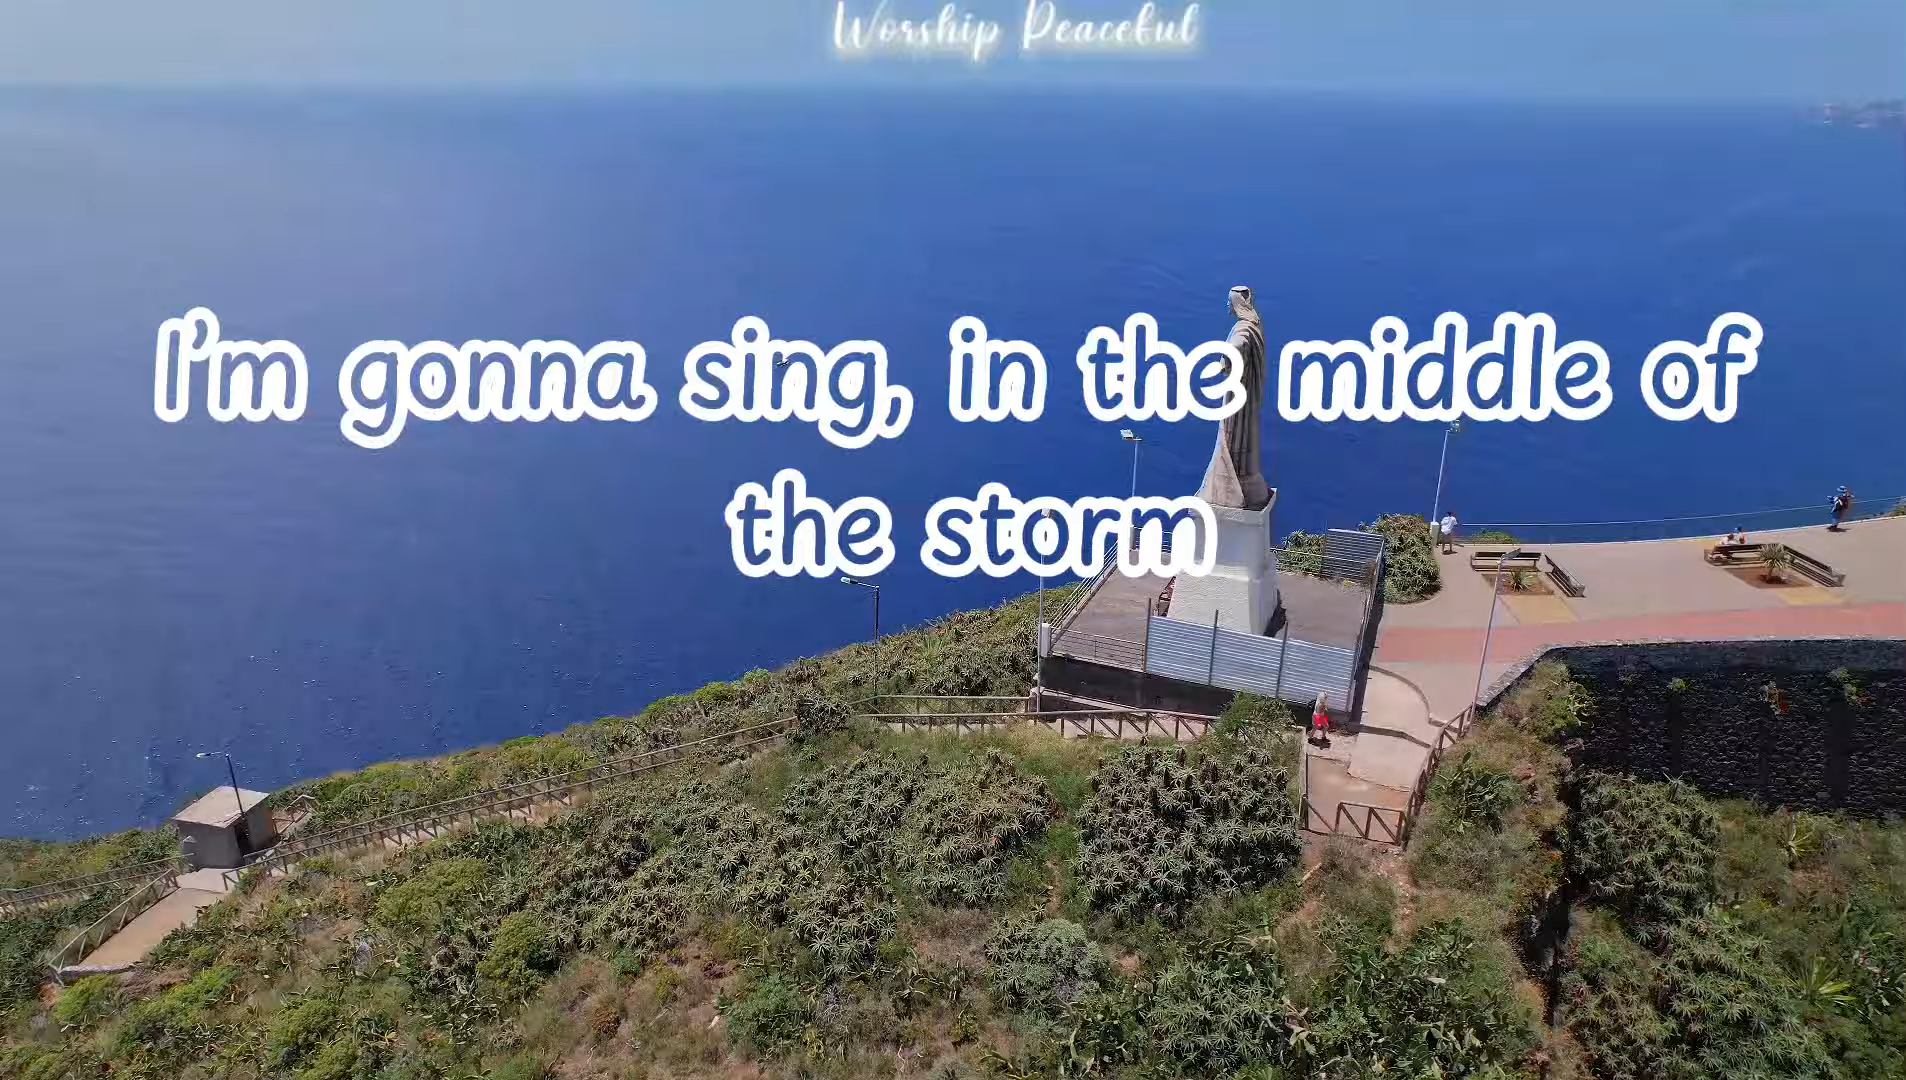 Worship Peaceful
I'm gonna sing, in the middle of
the storm